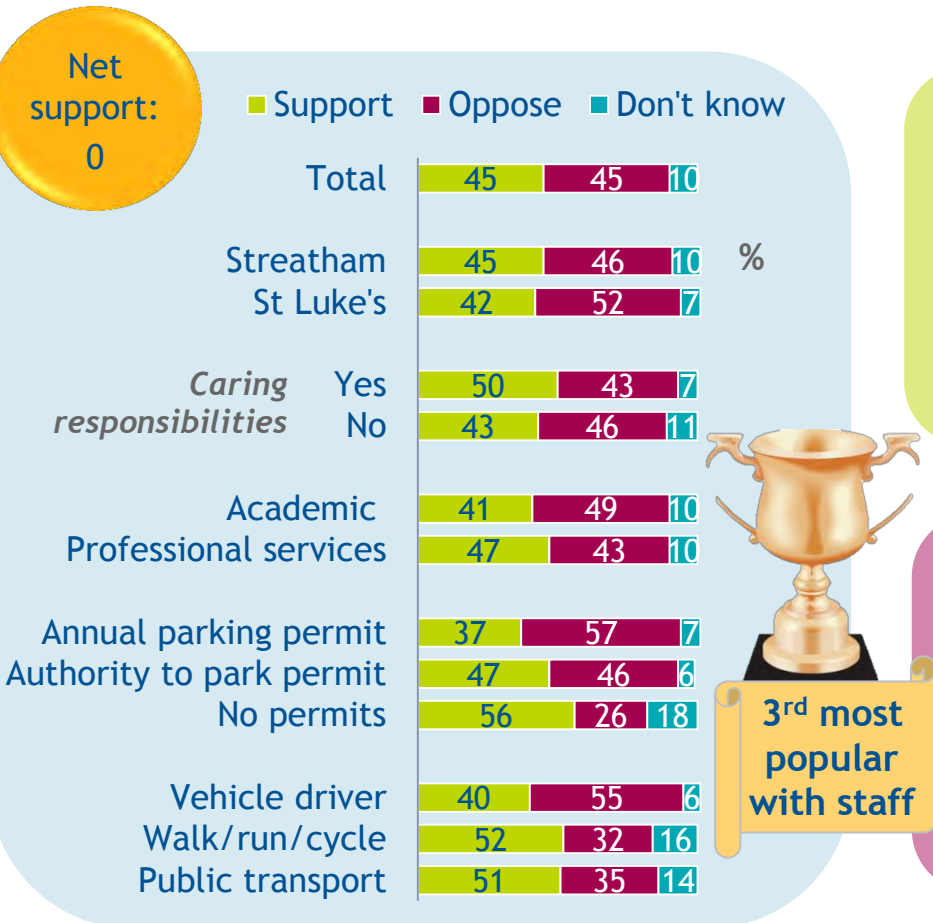 Net
support:
0
Support Oppose Don't know
Total 45 45 10
%
Streatham 45 46 10
St Luke's 42 52 7
Caring
responsibilities
Yes 50 43 7
No 43 46 11
Academic 41 49 10
Professional services 47 43 10
Annual parking permit 37 57 7
Authority to park permit 47 46 6
No permits 56 26 18
Vehicle driver 40 55 6
Walk/run/cycle 52 32 16
Public transport 51 35 14
3rd most
popular
with staff